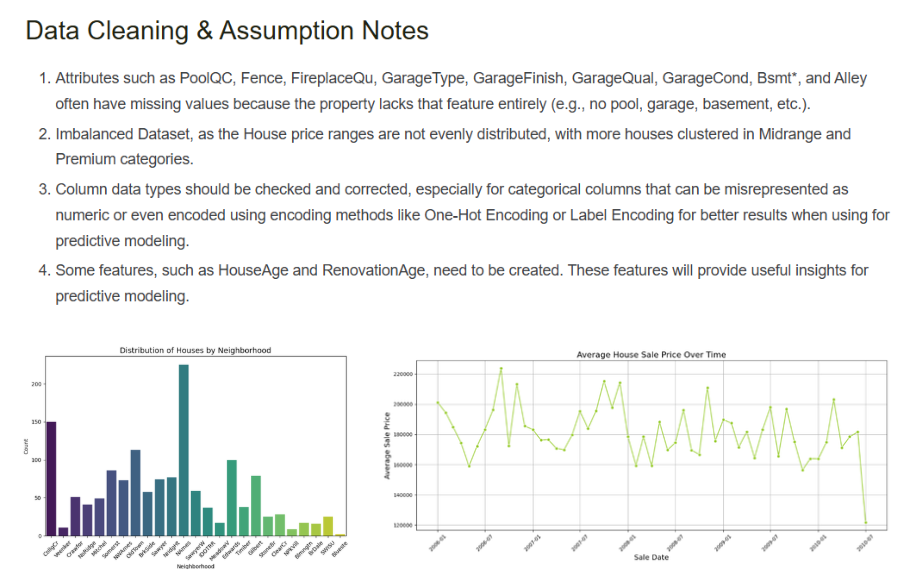 Data Cleaning & Assumption Notes
1. Attributes such as PoolQC, Fence, FireplaceQu, GarageType, GarageFinish, GarageQual, GarageCond, Bsmt*, and Alley
often have missing values because the property lacks that feature entirely (e.g., no pool, garage, basement, etc.).
2. Imbalanced Dataset, as the House price ranges are not evenly distributed, with more houses clustered in Midrange and
Premium categories.
3. Column data types should be checked and corrected, especially for categorical columns that can be misrepresented as
numeric or even encoded using encoding methods like One-Hot Encoding or Label Encoding for better results when using for
predictive modeling.
4. Some features, such as HouseAge and RenovationAge, need to be created. These features will provide useful insights for
predictive modeling.
Distribution of Houses by Neighborhood
Count
200
150
100
50
0
CollgCr Veenker Crawfor NoRidge Mitchel Somerst NWAmes OldTown BrkSide Sawyer NridgHt NAmes SawyerW IDOTRR MeadowV Edwards Timber Gilbert StoneBr ClearCr NPkVill Blmngtn BrDale SWISU Blueste
Neighborhood
Average House Sale Price Over Time
Average Sale Price
220000
200000
180000
160000
140000
120000
2006-01 2006-07 2007-01 2007-07 2008-01 2008-07 2009-01 2009-07 2010-01 2010-07
Sale Date